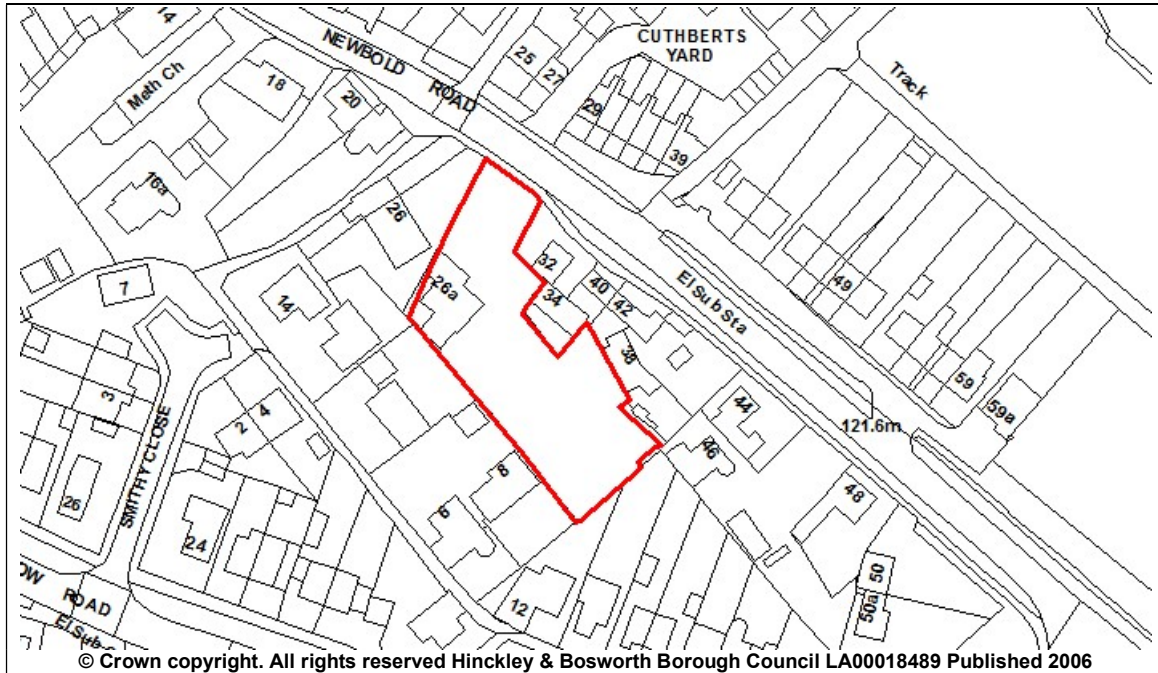 14
Meth Ch
18
20
16a
NEWBOLD ROAD
25
27
CUTHBERTS
YARD
29
39
Track
26
26a
32
34
40
42
38
El Sub Sta
49
59
59a
121.6m
44
46
48
50
50a
7
14
3
2
4
SMITHY CLOSE
26
24
6
8
12
OW ROAD
El Sub
© Crown copyright. All rights reserved Hinckley & Bosworth Borough Council LA00018489 Published 2006